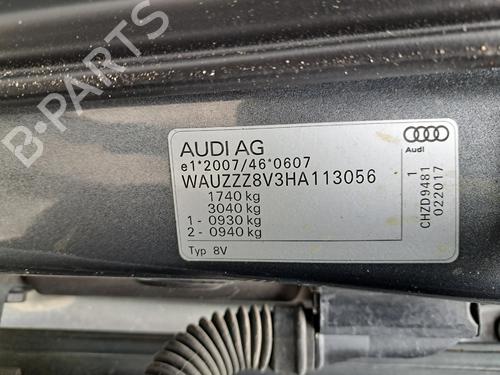 B-PARTS
AUDI AG
e1*2007/46*0607
WAUZZZ8V3HA113056
1740 kg
3040 kg
1 - 0930 kg
2 - 0940 kg
Typ 8V
Audi
1
CHZD9481
022017